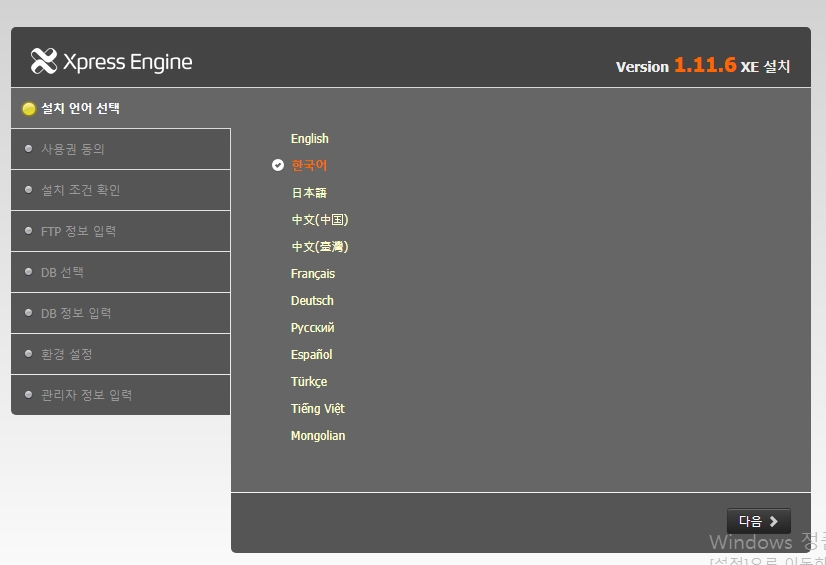 Xpress Engine
Version 1.11.6 XE 설치
설치 언어 선택
사용권 동의
설치 조건 확인
FTP 정보 입력
DB 선택
DB 정보 입력
환경 설정
관리자 정보 입력
English
한국어
日本語
中文(中国)
中文(臺灣)
Français
Deutsch
Русский
Español
Türkçe
Tiếng Việt
Mongolian
다음
Windows 정품
[설정]으로 이동하